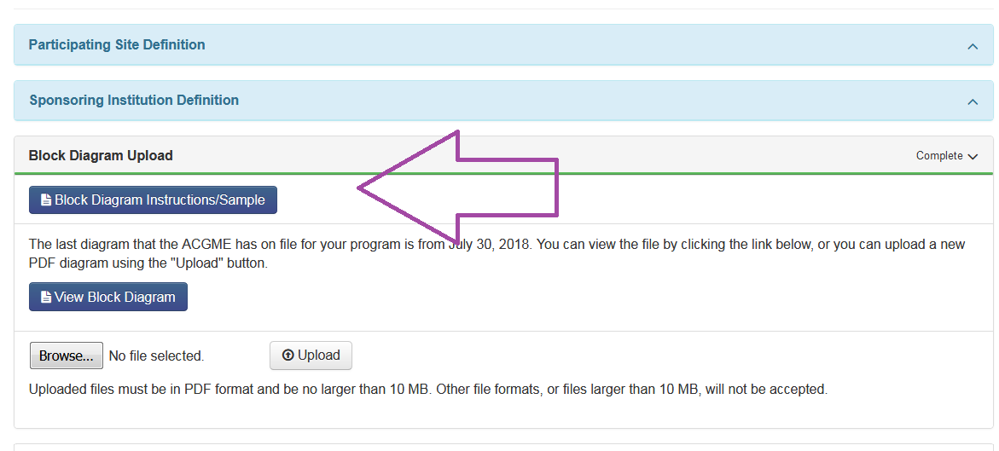 Participating Site Definition
Sponsoring Institution Definition
Block Diagram Upload
Complete
Block Diagram Instructions/Sample
The last diagram that the ACGME has on file for your program is from July 30, 2018. You can view the file by clicking the link below, or you can upload a new
PDF diagram using the "Upload" button.
View Block Diagram
Browse... No file selected. Upload
Uploaded files must be in PDF format and be no larger than 10 MB. Other file formats, or files larger than 10 MB, will not be accepted.